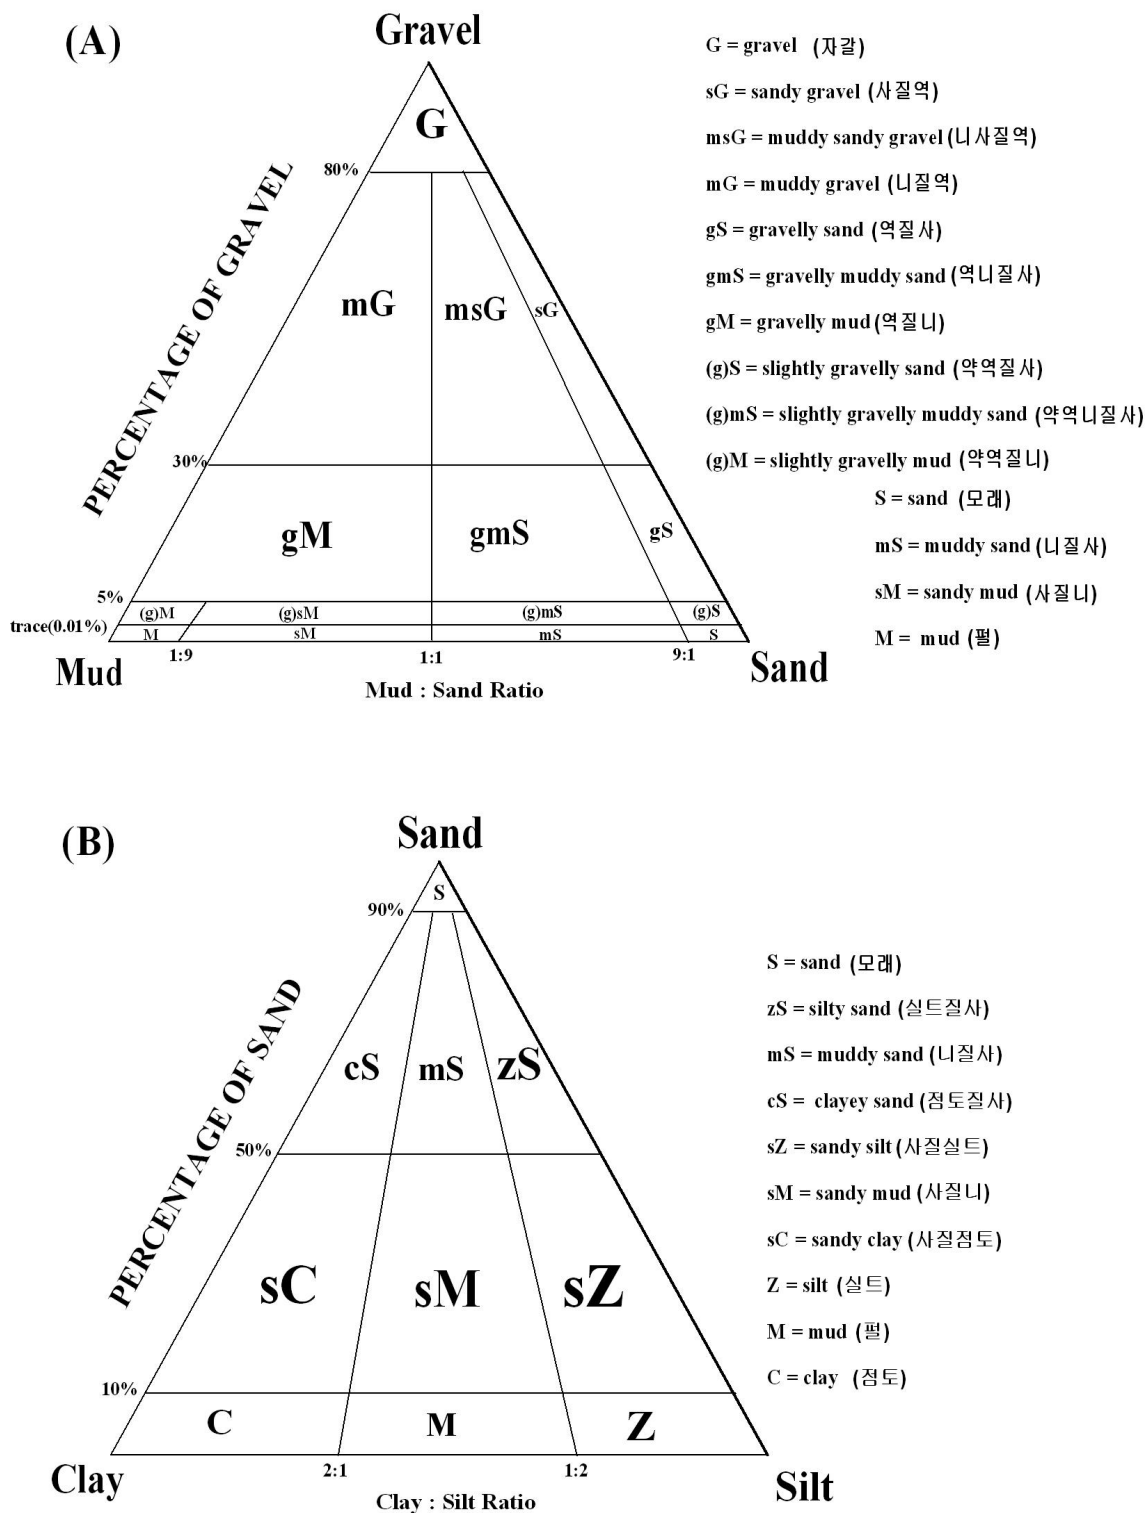 (A)
Gravel
G
80%
PERCENTAGE OF GRAVEL
mG
msG
sG
30%
gM
gmS
gS
5%
(g)M
(g)sM
(g)mS
(g)S
trace(0.01%)
M
sM
mS
S
Mud
1:9
1:1
9:1
Sand
Mud : Sand Ratio
G = gravel (자갈)
sG = sandy gravel (사질역)
msG = muddy sandy gravel (니사질역)
mG = muddy gravel (니질역)
gS = gravelly sand (역질사)
gmS = gravelly muddy sand (역니질사)
gM = gravelly mud (역질니)
(g)S = slightly gravelly sand (약역질사)
(g)mS = slightly gravelly muddy sand (약역니질사)
(g)M = slightly gravelly mud (약역질니)
S = sand (모래)
mS = muddy sand (니질사)
sM = sandy mud (사질니)
M = mud (펄)
(B)
Sand
S
90%
PERCENTAGE OF SAND
cS
mS
zS
50%
sC
sM
sZ
10%
C
M
Z
Clay
2:1
1:2
Silt
Clay : Silt Ratio
S = sand (모래)
zS = silty sand (실트질사)
mS = muddy sand (니질사)
cS = clayey sand (점토질사)
sZ = sandy silt (사질실트)
sM = sandy mud (사질니)
sC = sandy clay (사질점토)
Z = silt (실트)
M = mud (펄)
C = clay (점토)